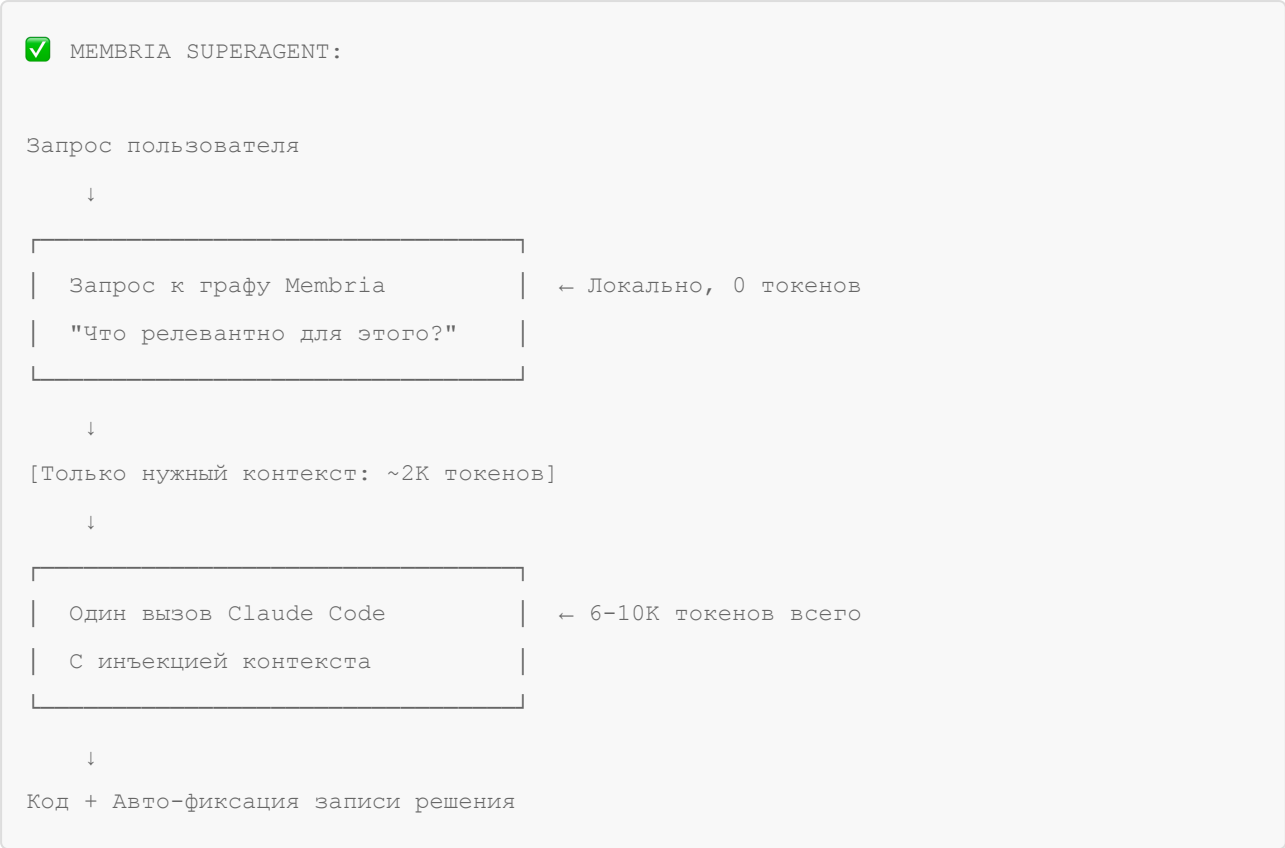 ✅ MEMBRIA SUPERAGENT:
Запрос пользователя
↓
Запрос к графу Membria ← Локально, 0 токенов
"Что релевантно для этого?"
↓
[Только нужный контекст: ~2K токенов]
↓
Один вызов Claude Code ← 6-10K токенов всего
С инъекцией контекста
↓
Код + Авто-фиксация записи решения